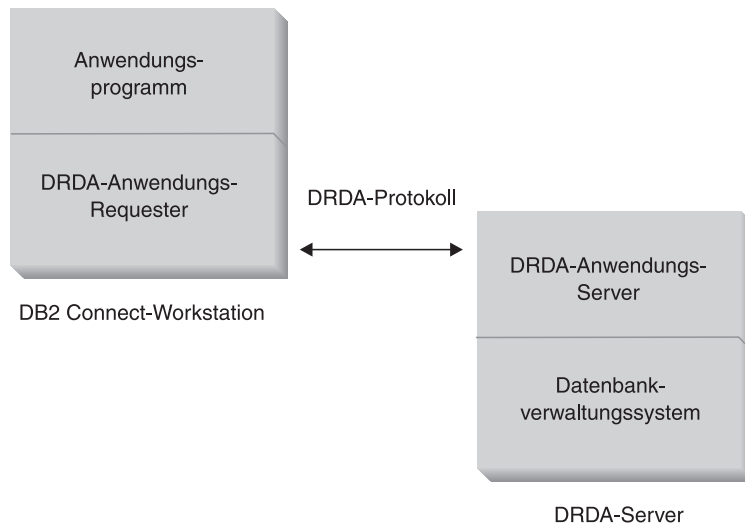 Anwendungs-
programm
DRDA-Anwendungs-
Requester
DB2 Connect-Workstation
DRDA-Protokoll
DRDA-Anwendungs-
Server
Datenbank-
verwaltungssystem
DRDA-Server